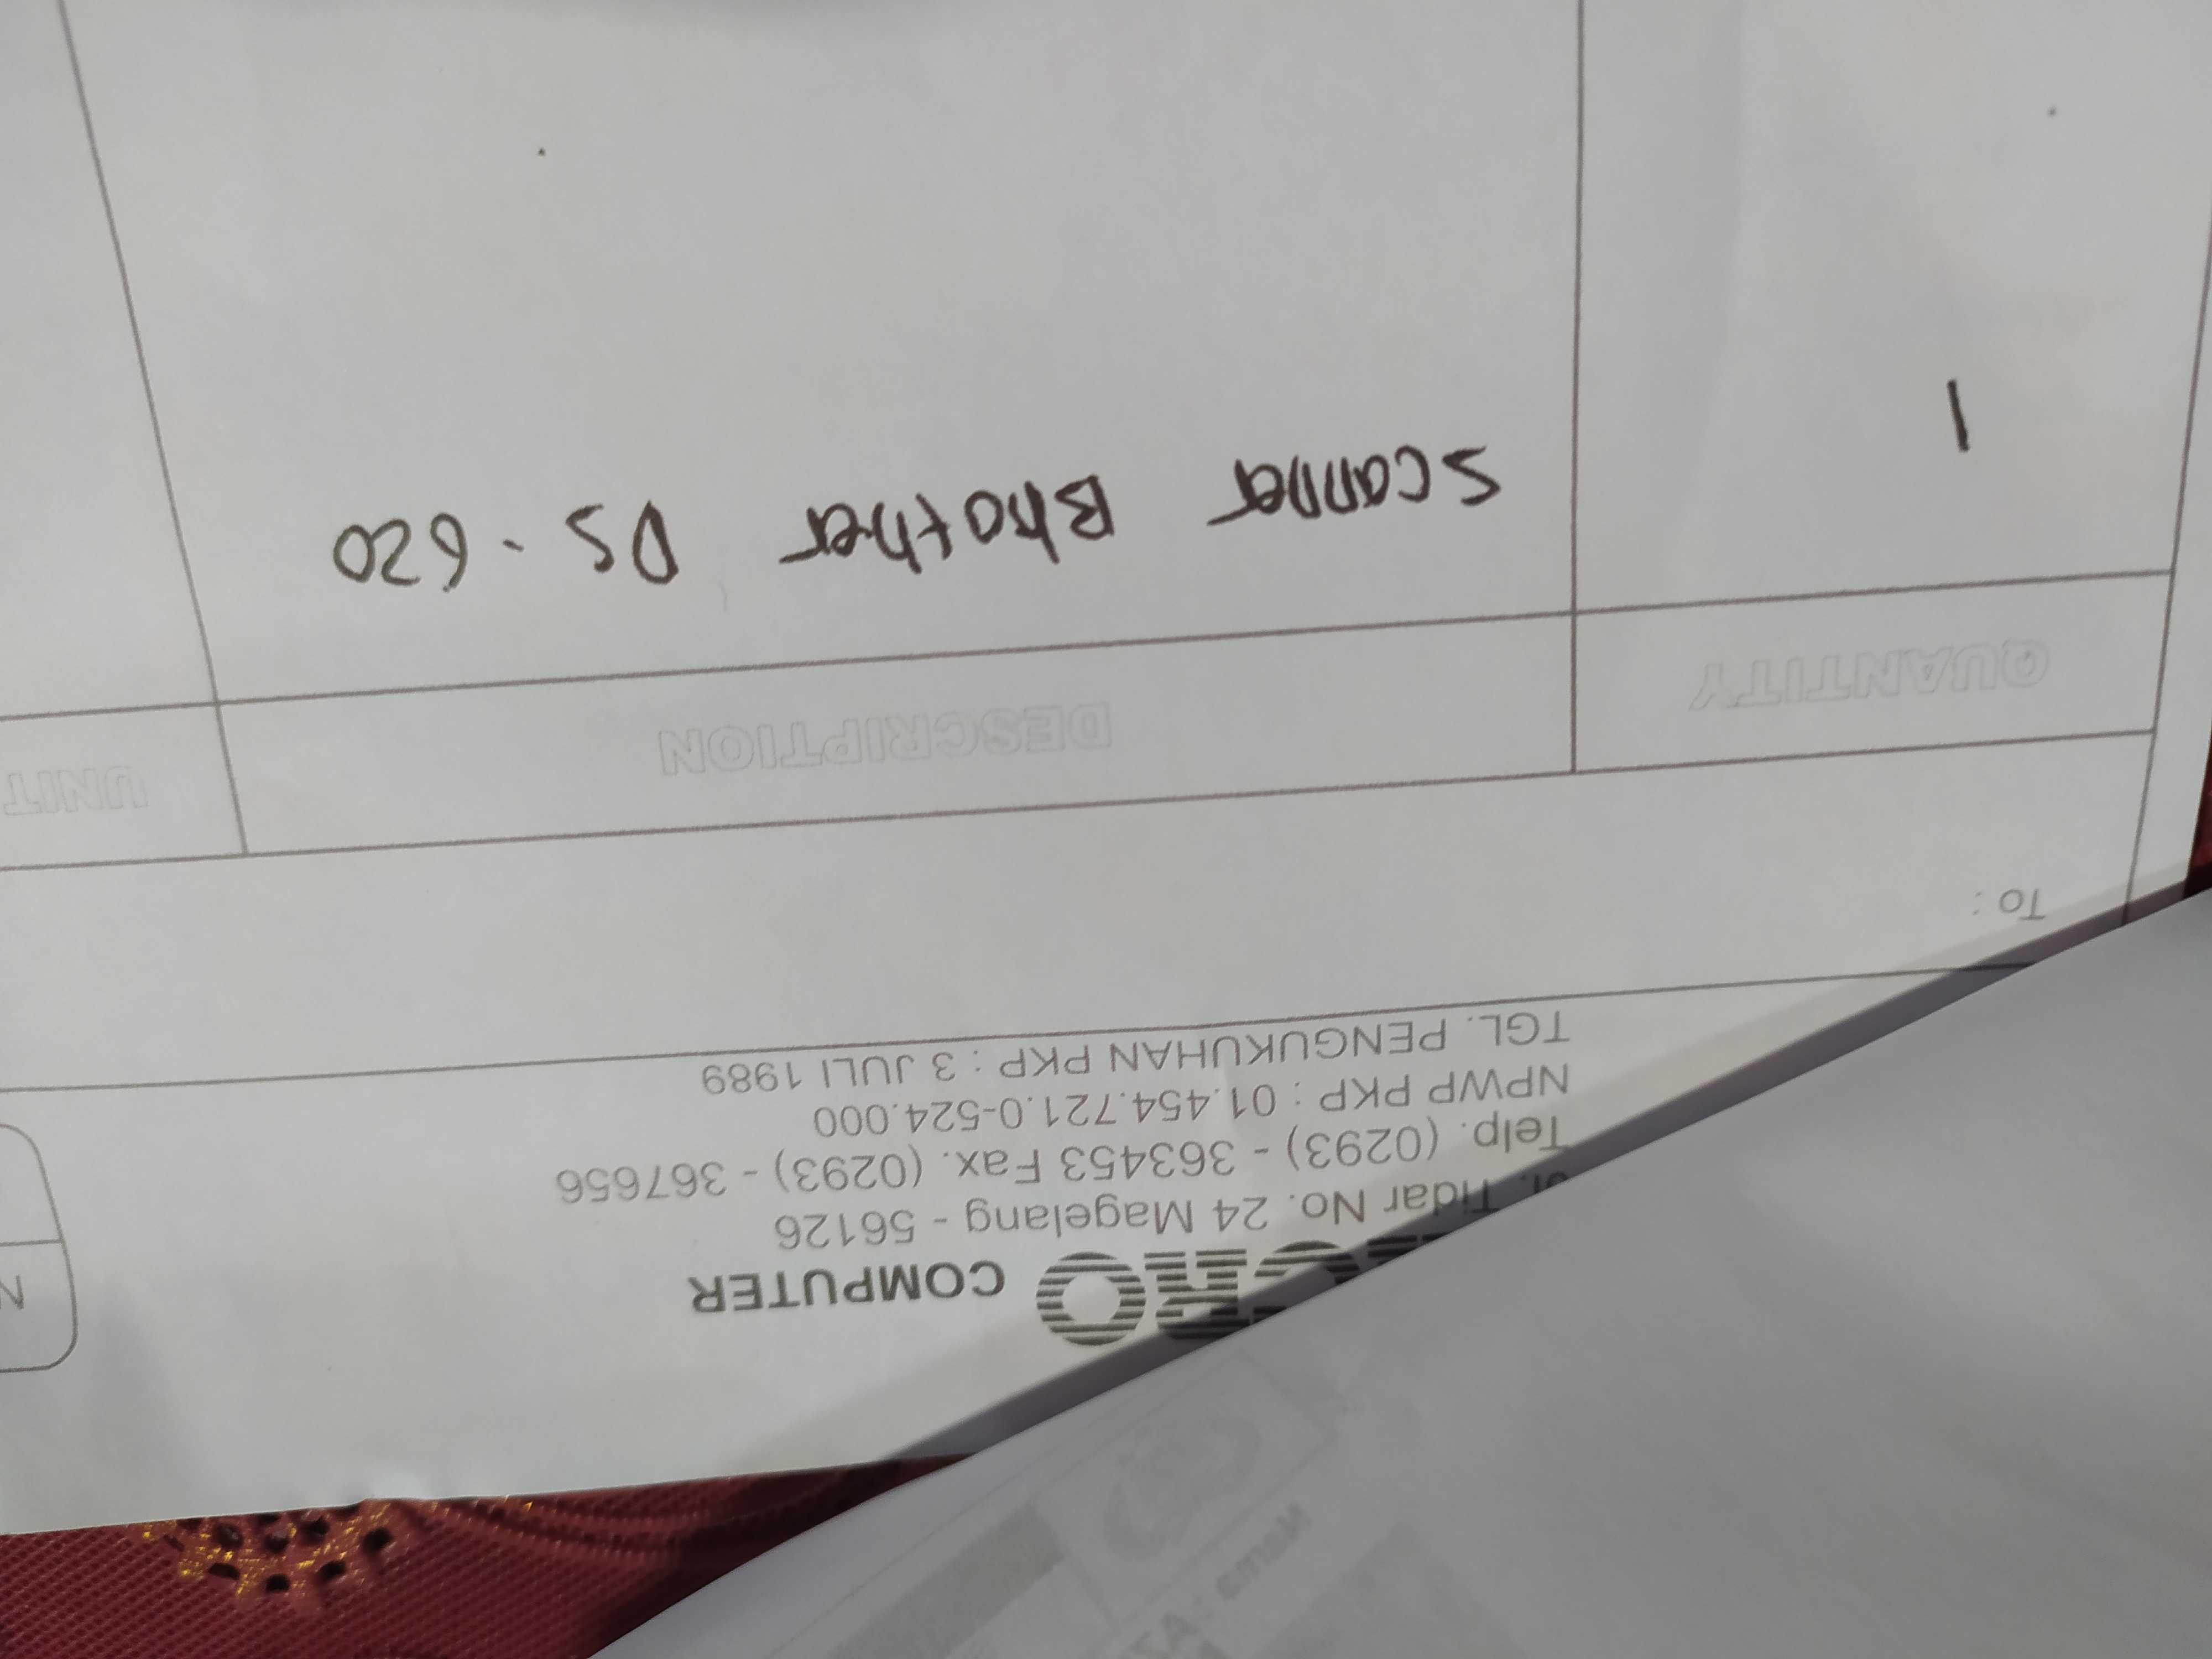 COMPUTER
Tidar No. 24 Magelang - 56126
Telp. (0293) - 363453 Fax. (0293) - 367656
NPWP PKP : 01.454.721.0-524.000
TGL. PENGUKUHAN PKP : 3 JULI 1989
To :
QUANTITY DESCRIPTION UNIT
1 Scanner Brother DS - 620